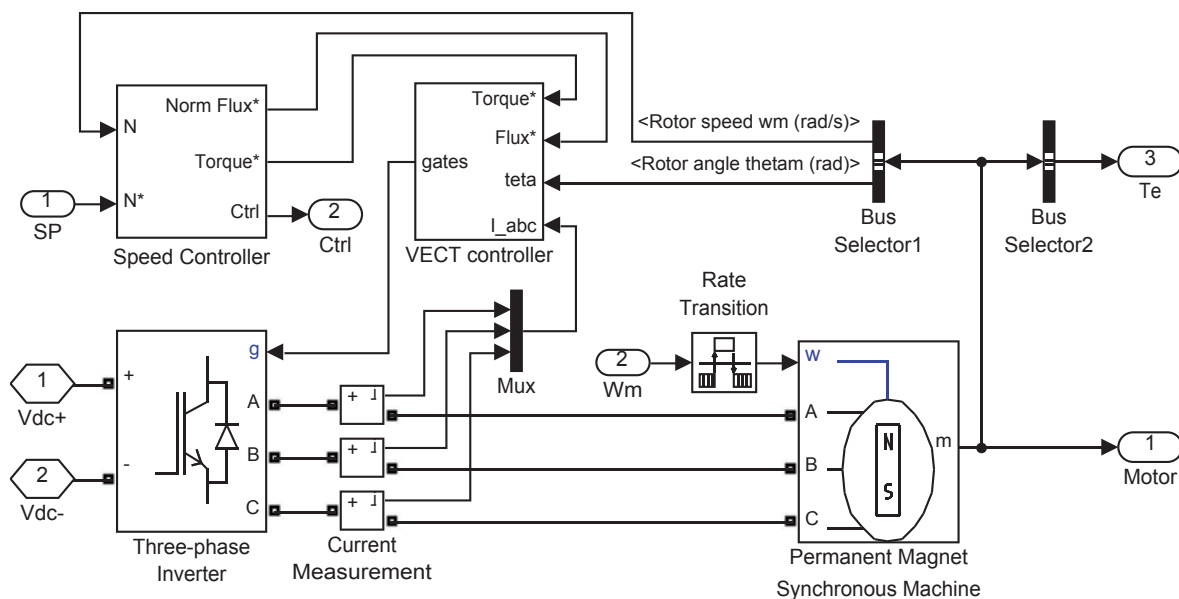 N
N*
Norm Flux*
Torque*
Ctrl
Speed Controller
1
SP
2
Ctrl
Torque*
Flux*
teta
I_abc
gates
VECT controller
<Rotor speed wm (rad/s)>
<Rotor angle thetam (rad)>
Bus
Selector1
Bus
Selector2
3
Te
Rate
Transition
Mux
2
Wm
1
Vdc+
2
Vdc-
+
-
g
A
B
C
Three-phase
Inverter
+
+
+
Current
Measurement
w
A
B
C
N
S
m
Permanent Magnet
Synchronous Machine
1
Motor